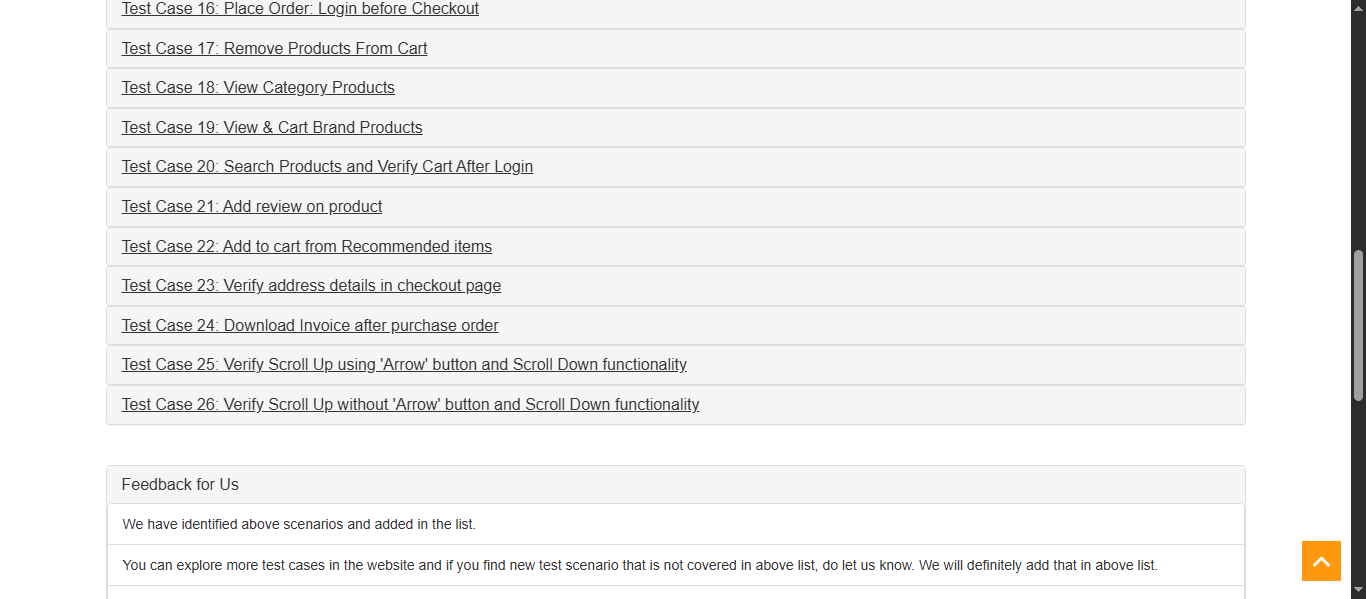 Test Case 16: Place Order: Login before Checkout
Test Case 17: Remove Products From Cart
Test Case 18: View Category Products
Test Case 19: View & Cart Brand Products
Test Case 20: Search Products and Verify Cart After Login
Test Case 21: Add review on product
Test Case 22: Add to cart from Recommended items
Test Case 23: Verify address details in checkout page
Test Case 24: Download Invoice after purchase order
Test Case 25: Verify Scroll Up using 'Arrow' button and Scroll Down functionality
Test Case 26: Verify Scroll Up without 'Arrow' button and Scroll Down functionality
Feedback for Us
We have identified above scenarios and added in the list.
You can explore more test cases in the website and if you find new test scenario that is not covered in above list, do let us know. We will definitely add that in above list.